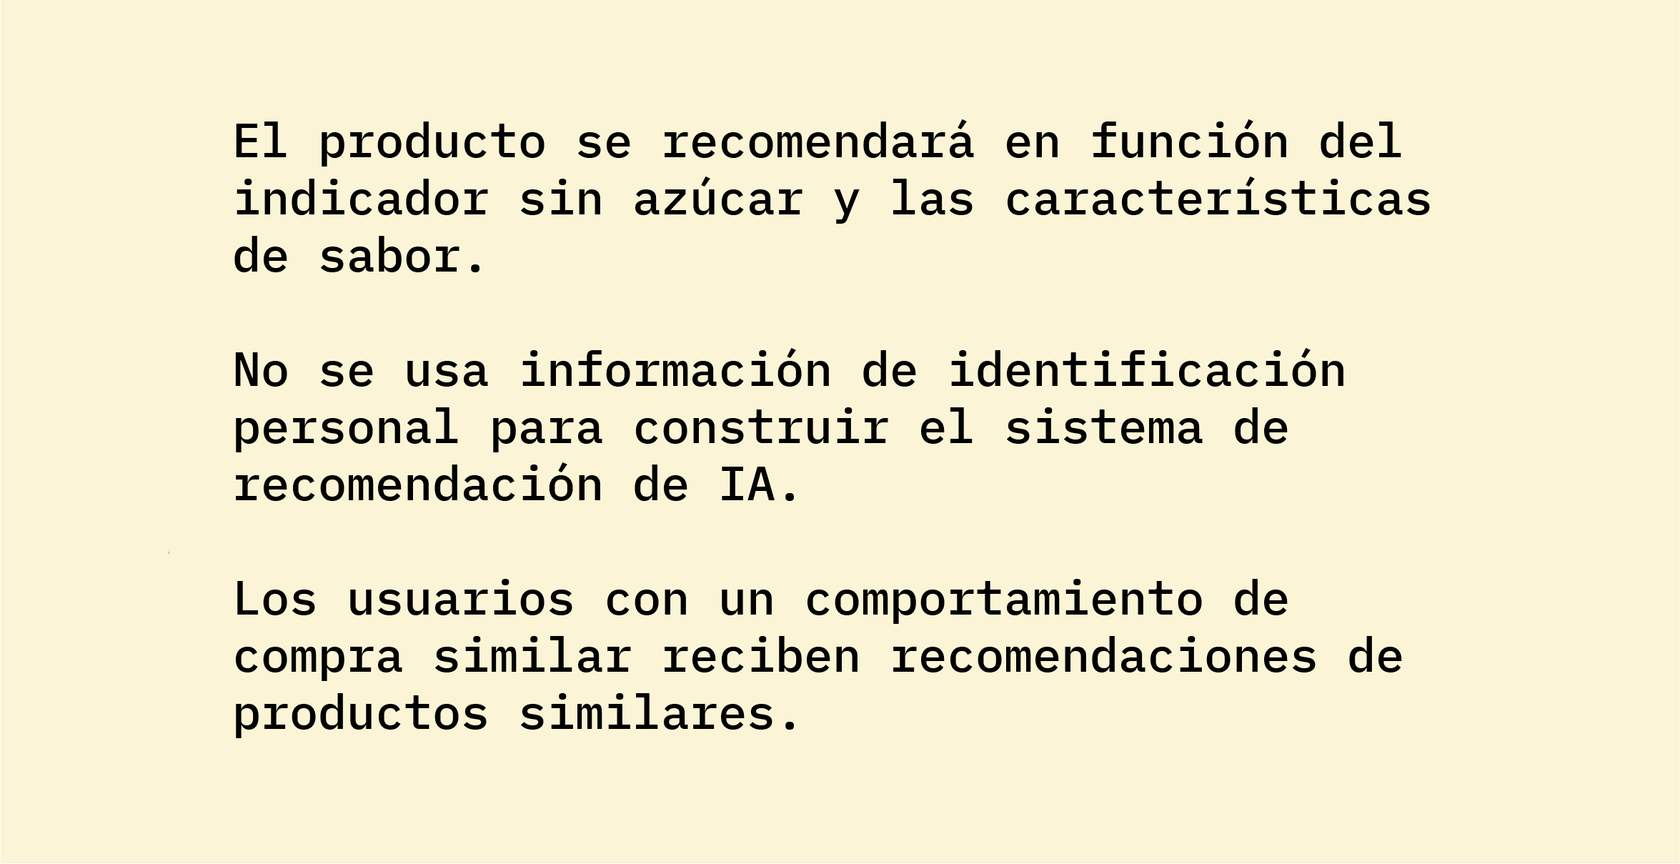 El producto se recomendará en función del
indicador sin azúcar y las características
de sabor.
No se usa información de identificación
personal para construir el sistema de
recomendación de IA.
Los usuarios con un comportamiento de
compra similar reciben recomendaciones de
productos similares.